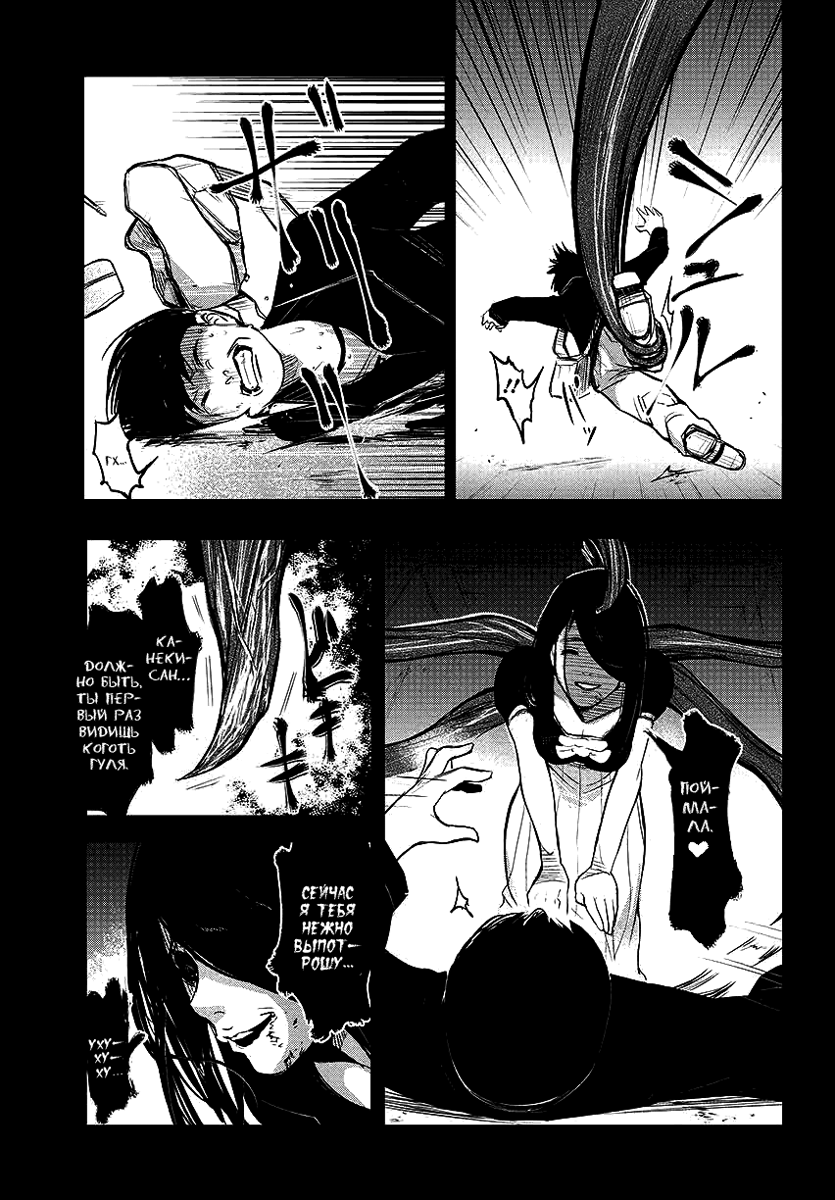 !!
ГХ...
ПОЙ-
МА-
ЛА.
♥
КА-
НЕКИ-
САН...
ДОЛЖ-
НО БЫТЬ,
ТЫ ПЕР-
ВЫЙ РАЗ
ВИДИШЬ
КОГОТЬ
ГУЛЯ.
СЕЙЧАС
Я ТЕБЯ
НЕЖНО
ВЫПОТ-
РОШУ...
УХУ-
ХУ-
ХУ...